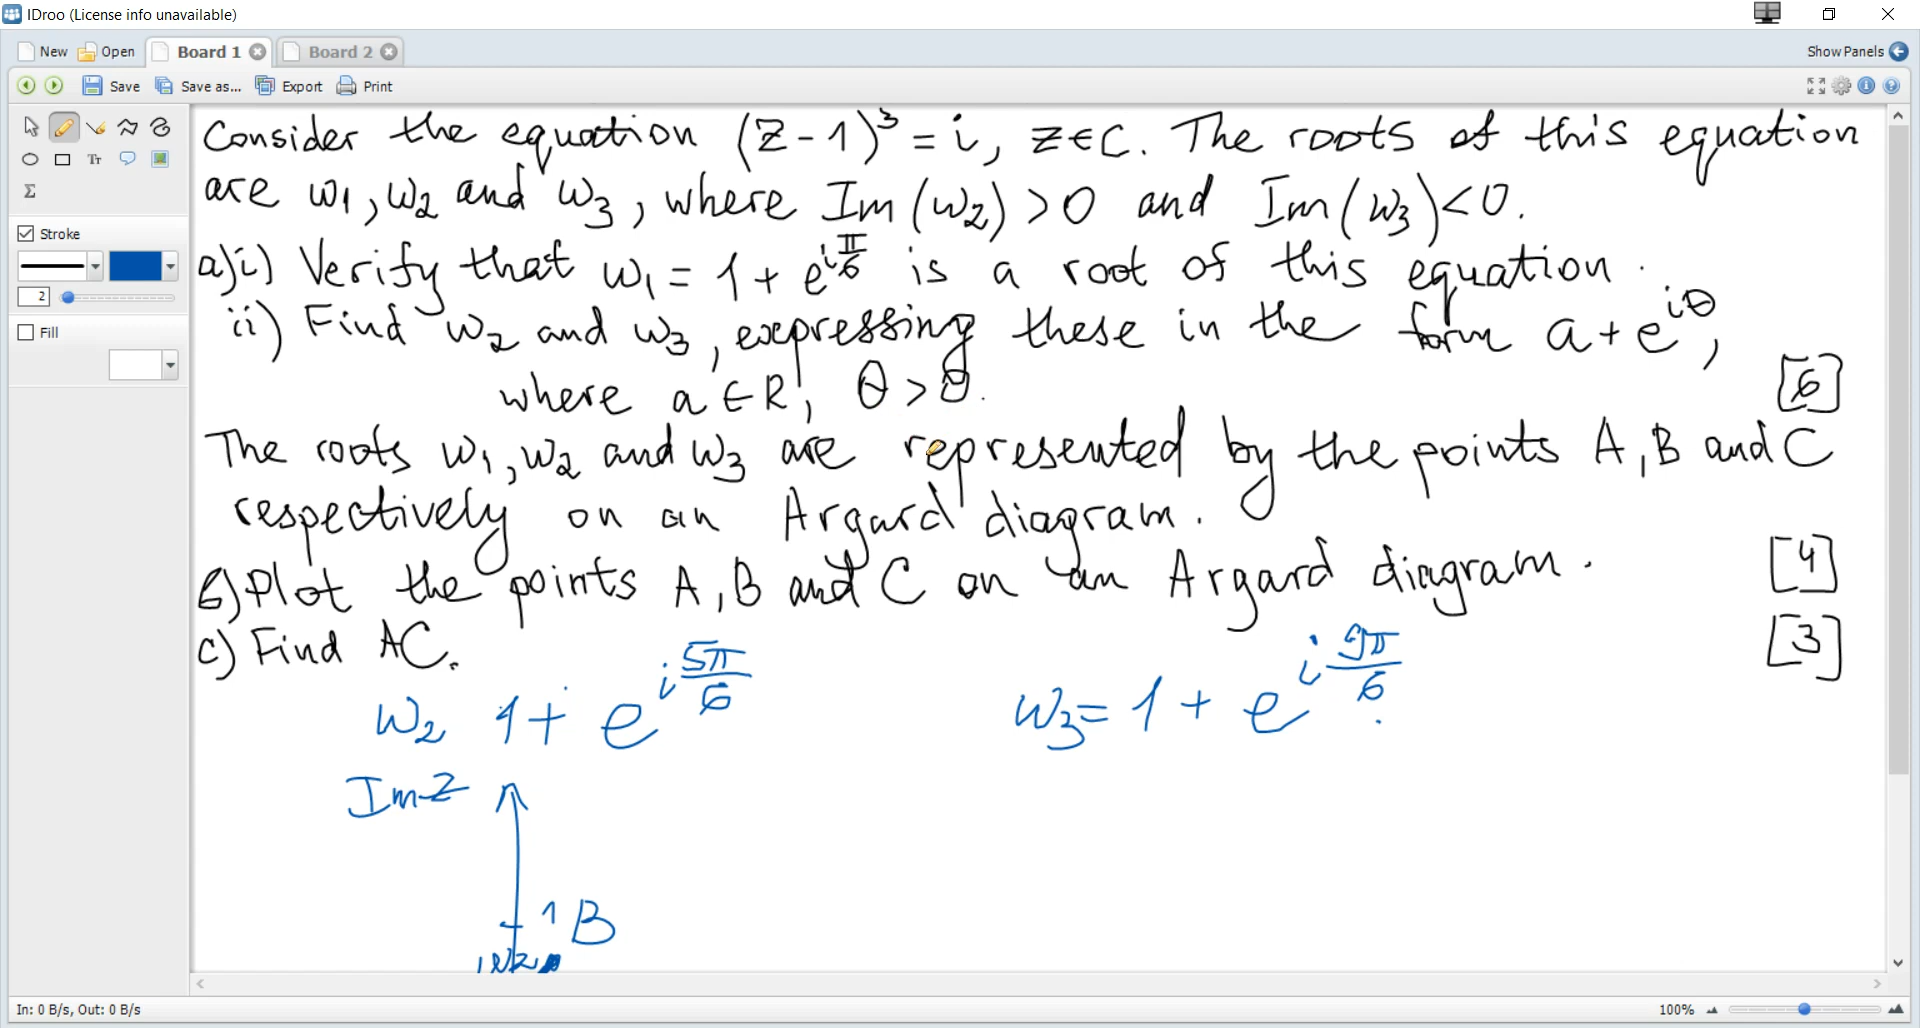 IDroo (License info unavailable)
New Open Board 1 Board 2 Show Panels
Save Save as... Export Print
Consider the equation (z-1)³ = i, z∈C. The roots of this equation
are w₁, w₂ and w₃, where Im(w₂) > 0 and Im(w₃) < 0.
a) i) Verify that w₁ = 1 + e^{iπ/6} is a root of this equation.
ii) Find w₂ and w₃, expressing these in the form a + e^{iθ},
where a ∈ R, θ > 0. [6]
The roots w₁, w₂ and w₃ are represented by the points A, B and C
respectively on an Argard diagram.
b) Plot the points A, B and C on an Argard diagram. [4]
c) Find AC. [3]
w₂ 1 + e^{i5π/6} w₃ = 1 + e^{i9π/6}
Im z
1 B
Tr
Σ
Stroke
2
Fill
In: 0 B/s, Out: 0 B/s 100%